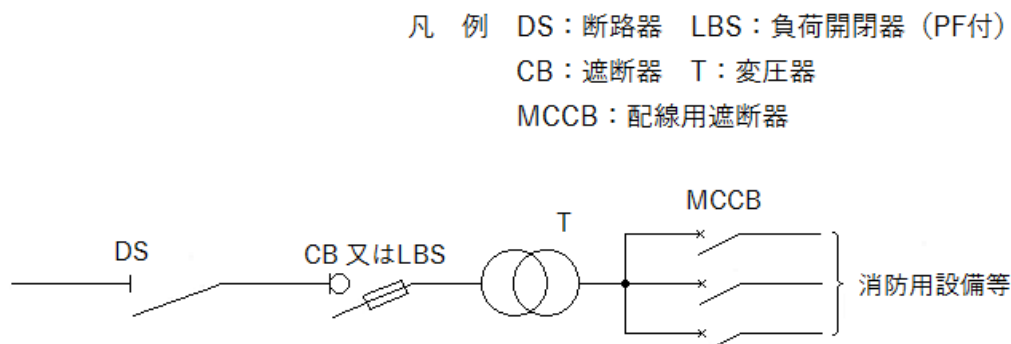 凡 例 DS：断路器 LBS：負荷開閉器（PF付）
CB：遮断器 T：変圧器
MCCB：配線用遮断器
MCCB
T
DS
CB 又はLBS
消防用設備等